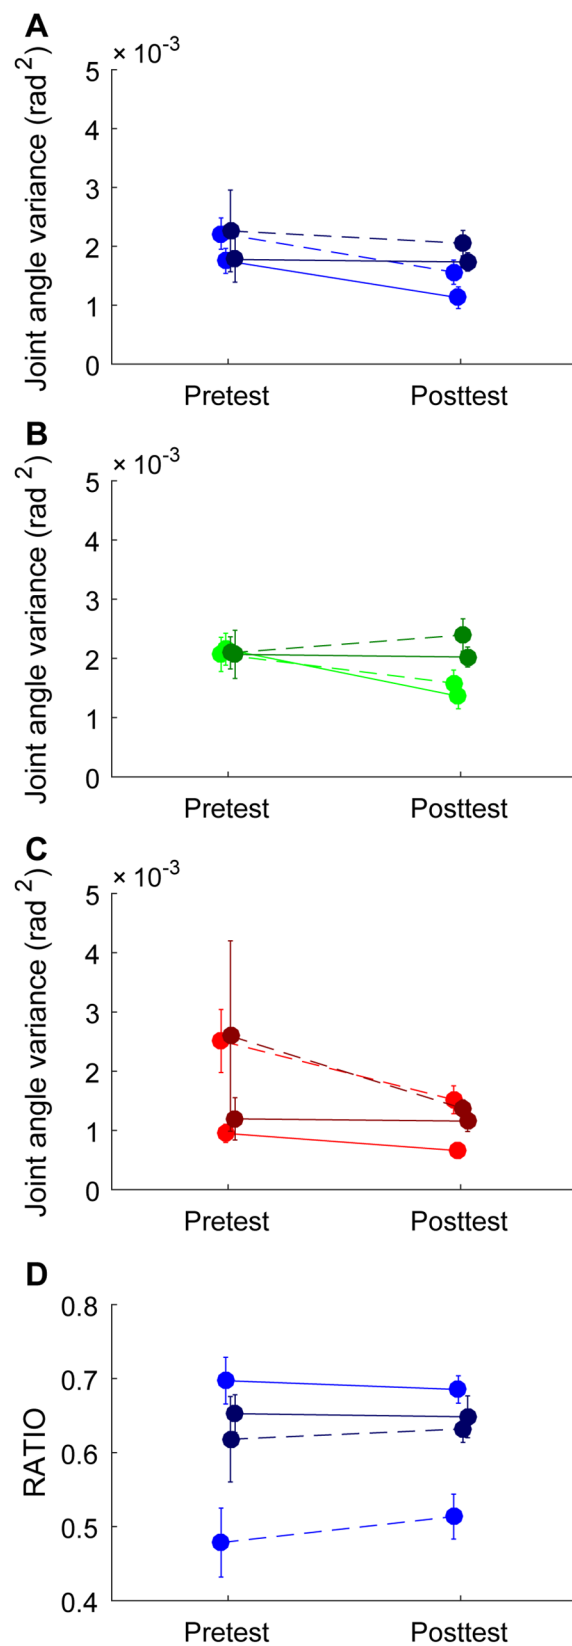 A
× 10⁻³
Joint angle variance (rad²)
5
4
3
2
1
0
Pretest Posttest
B
× 10⁻³
Joint angle variance (rad²)
5
4
3
2
1
0
Pretest Posttest
C
× 10⁻³
Joint angle variance (rad²)
5
4
3
2
1
0
Pretest Posttest
D
RATIO
0.8
0.7
0.6
0.5
0.4
Pretest Posttest